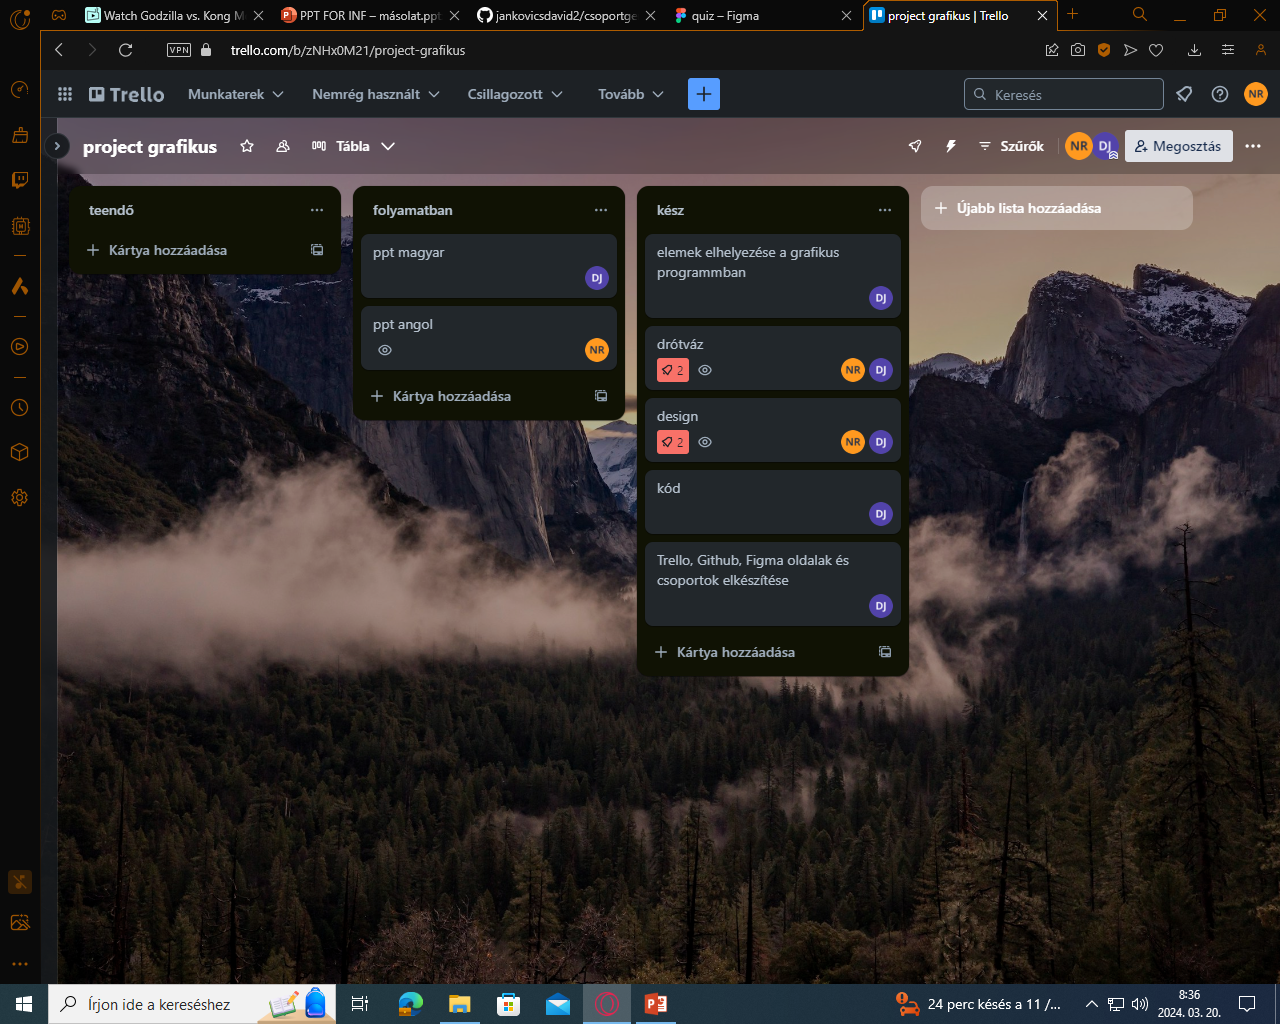 Watch Godzilla vs. Kong M
PPT FOR INF – másolat.ppt
jankovicsdavid2/csoportge
quiz – Figma
project grafikus | Trello
VPN
trello.com/b/zNHx0M21/project-grafikus
Trello
Munkaterek
Nemrég használt
Csillagozott
Tovább
Keresés
NR
project grafikus
Tábla
Szűrők
NR
DJ
Megosztás
teendő
Kártya hozzáadása
folyamatban
ppt magyar
DJ
ppt angol
NR
Kártya hozzáadása
kész
elemek elhelyezése a grafikus
programmban
DJ
drótváz
2
NR
DJ
design
2
NR
DJ
kód
DJ
Trello, Github, Figma oldalak és
csoportok elkészítése
DJ
Kártya hozzáadása
Újabb lista hozzáadása
Írjon ide a kereséshez
24 perc késés a 11 /...
8:36
2024. 03. 20.